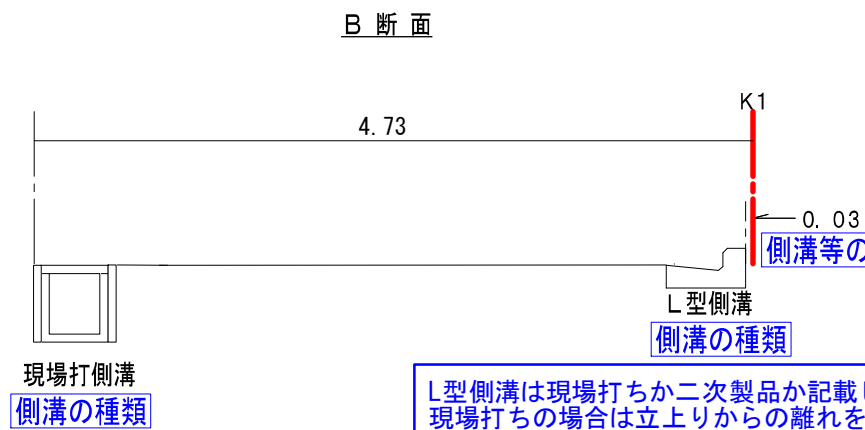 B 断 面
K1
4.73
0.03
側溝等の
L型側溝
側溝の種類
現場打側溝
側溝の種類
L型側溝は現場打ちか二次製品か記載
現場打ちの場合は立上りからの離れを